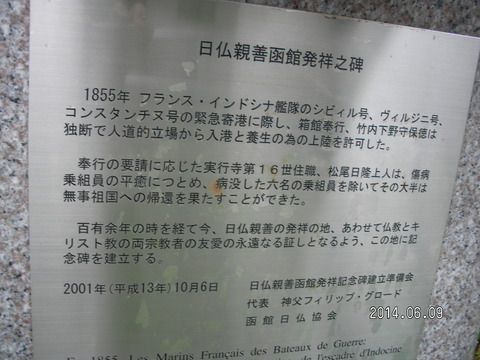 日仏親善函館発祥之碑
1855年 フランス・インドシナ艦隊のシビィル号、ヴィルジニ号、
コンスタンチヌ号の緊急寄港に際し、箱館奉行、竹内下野守保徳は
独断で人道的立場から入港と養生の為の上陸を許可した。
奉行の要請に応じた実行寺第16世住職、松尾日隆上人は、傷病
乗組員の平癒につとめ、病没した六名の乗組員を除いてその大半は
無事祖国への帰還を果たすことができた。
百有余年の時を経て今、日仏親善の発祥の地、あわせて仏教とキ
リスト教の両宗教者の友愛の永遠なる証しとなるよう、この地に記
念碑を建立する。
2001年(平成13年)10月6日 日仏親善函館発祥記念碑建立準備会
代表 神父フィリップ・グロード
函館日仏協会
2014.06.09
En 1855, Les Marins Français des Bateaux de Guerre:
de l'escadre d'Indocine